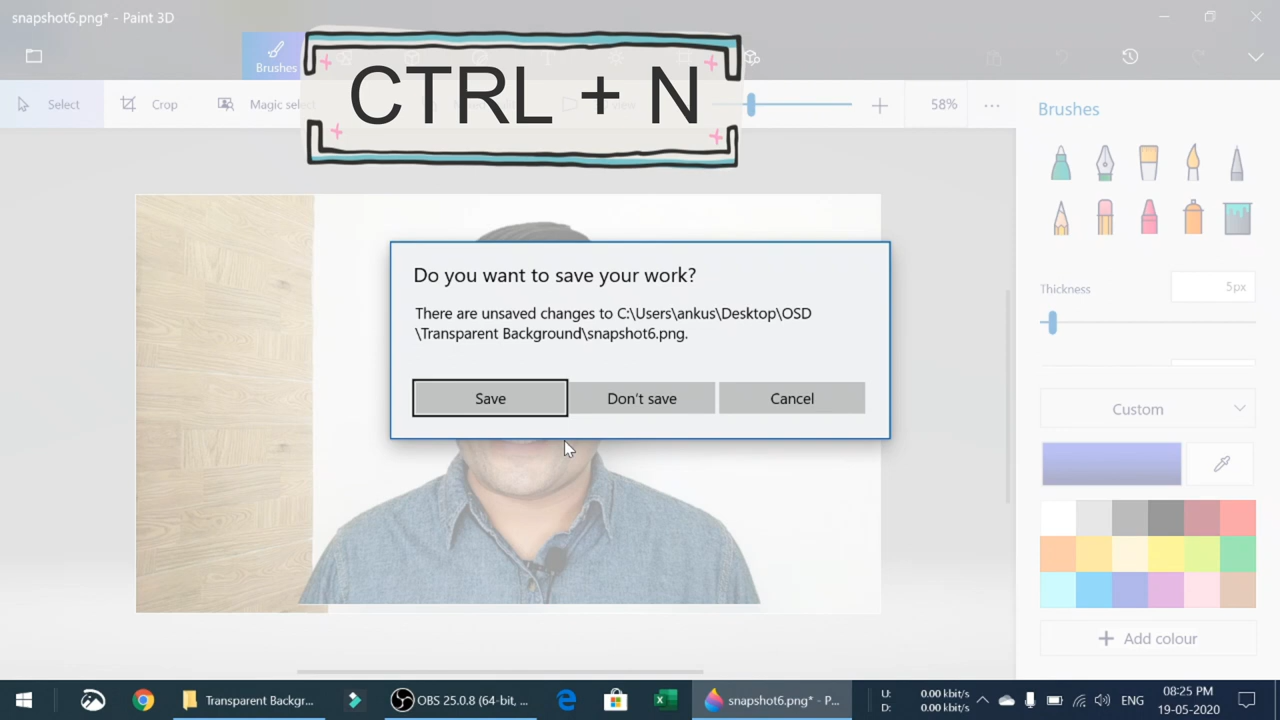 snapshot6.png* - Paint 3D
CTRL + N
Brushes
Select
Crop
Magic select
58%
Brushes
Do you want to save your work?
There are unsaved changes to C:\Users\ankus\Desktop\OSD
\Transparent Background\snapshot6.png.
Save
Don't save
Cancel
Thickness
5px
Custom
Add colour
Transparent Backgr...
OBS 25.0.8 (64-bit, ...
snapshot6.png* - P...
U:
D:
0.00 kbit/s
0.00 kbit/s
ENG
08:25 PM
19-05-2020